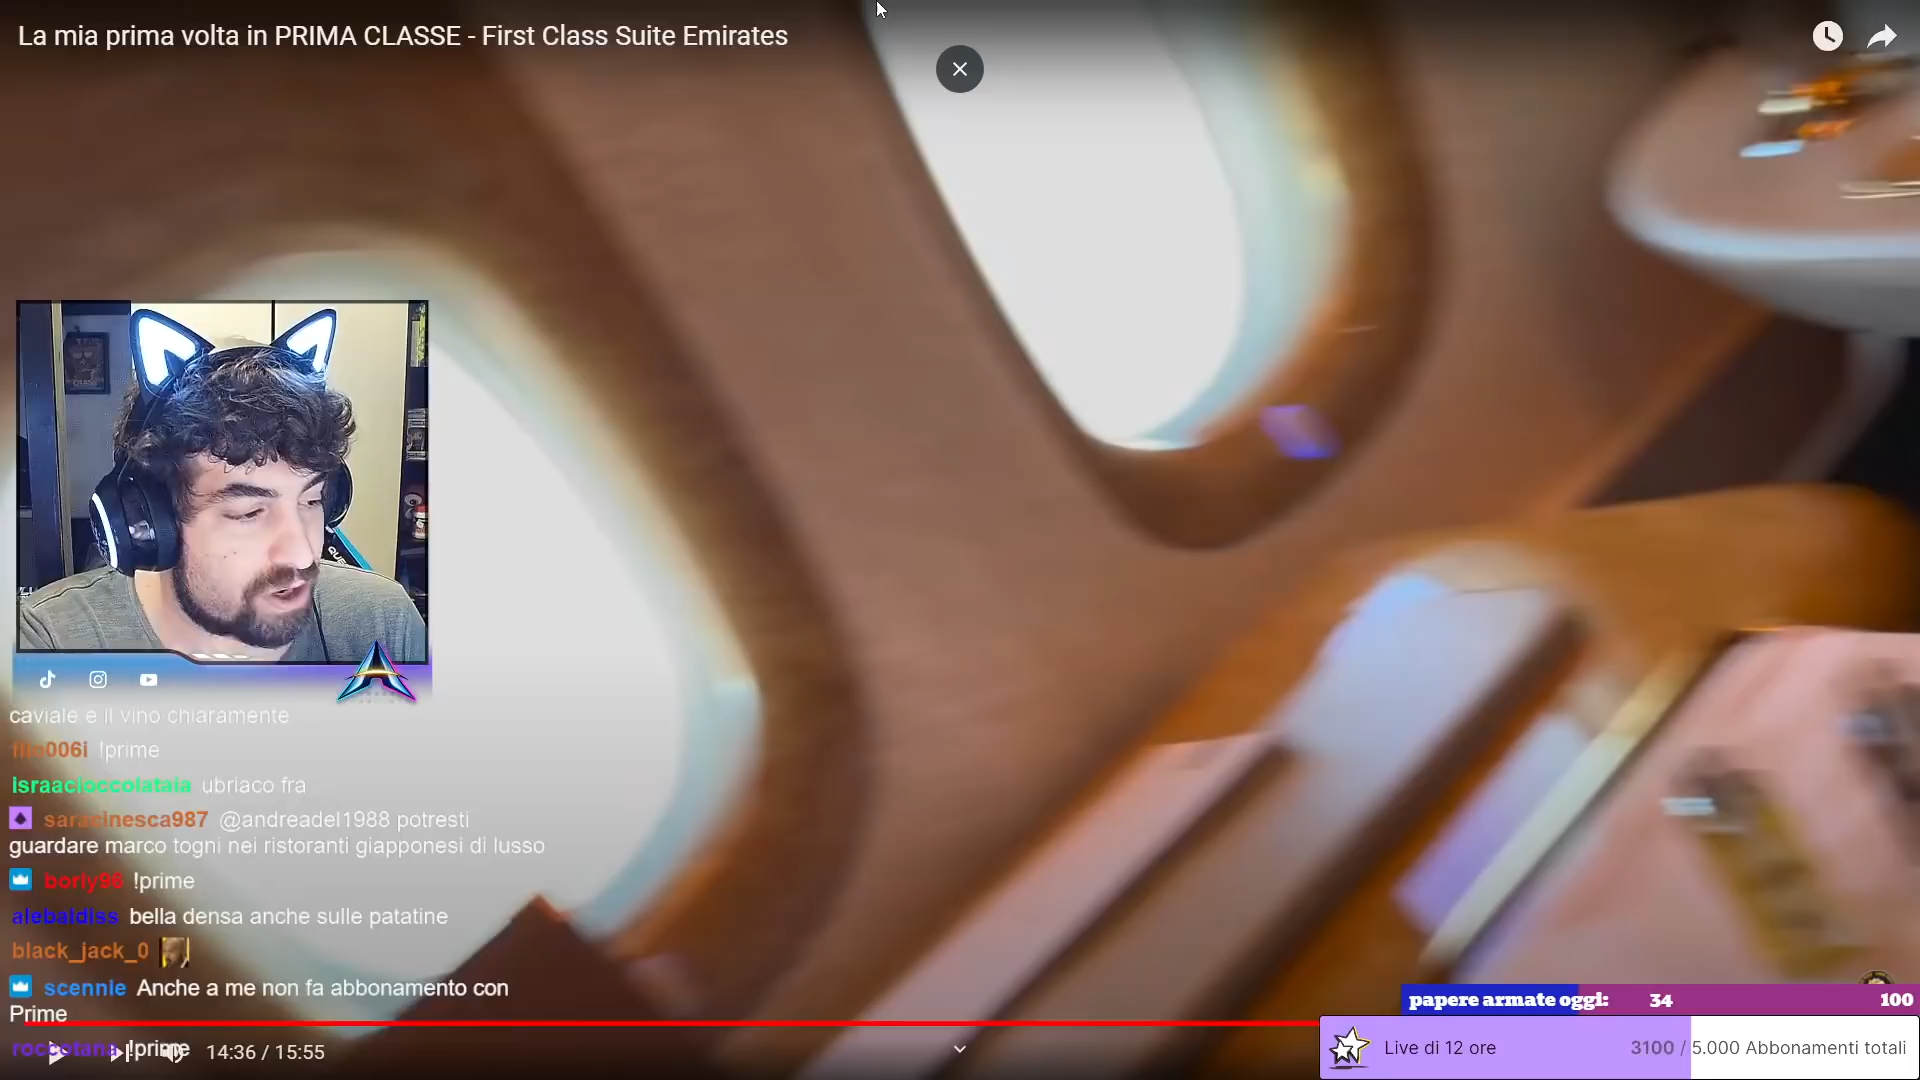 La mia prima volta in PRIMA CLASSE - First Class Suite Emirates
caviale e il vino chiaramente
!prime
israacioccolataia ubriaco fra
saracinesca987 @andreadel1988 potresti
guardare marco togni nei ristoranti giapponesi di lusso
borly96 !prime
alebaldiss bella densa anche sulle patatine
black_jack_0
scennie Anche a me non fa abbonamento con
Prime
roccotana !prime
14:36 / 15:55
papere armate oggi: 34 100
Live di 12 ore 3100 / 5.000 Abbonamenti totali